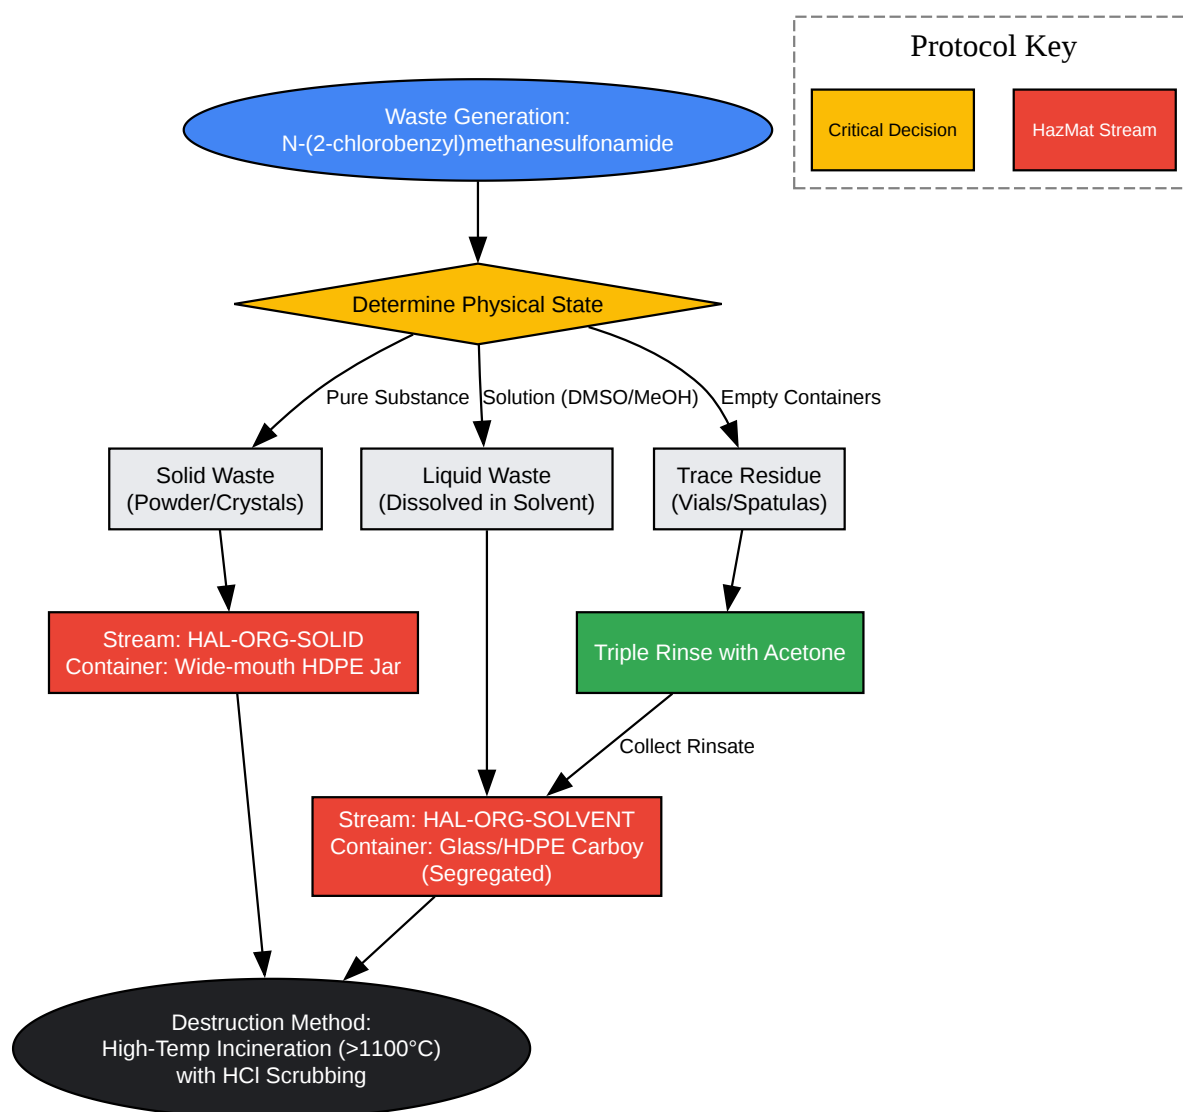 Protocol Key
Critical Decision
HazMat Stream
Waste Generation:
N-(2-chlorobenzyl)methanesulfonamide
Determine Physical State
Pure Substance
Solution (DMSO/MeOH)
Empty Containers
Solid Waste
(Powder/Crystals)
Liquid Waste
(Dissolved in Solvent)
Trace Residue
(Vials/Spatulas)
Stream: HAL-ORG-SOLID
Container: Wide-mouth HDPE Jar
Triple Rinse with Acetone
Collect Rinsate
Stream: HAL-ORG-SOLVENT
Container: Glass/HDPE Carboy
(Segregated)
Destruction Method:
High-Temp Incineration (>1100°C)
with HCl Scrubbing